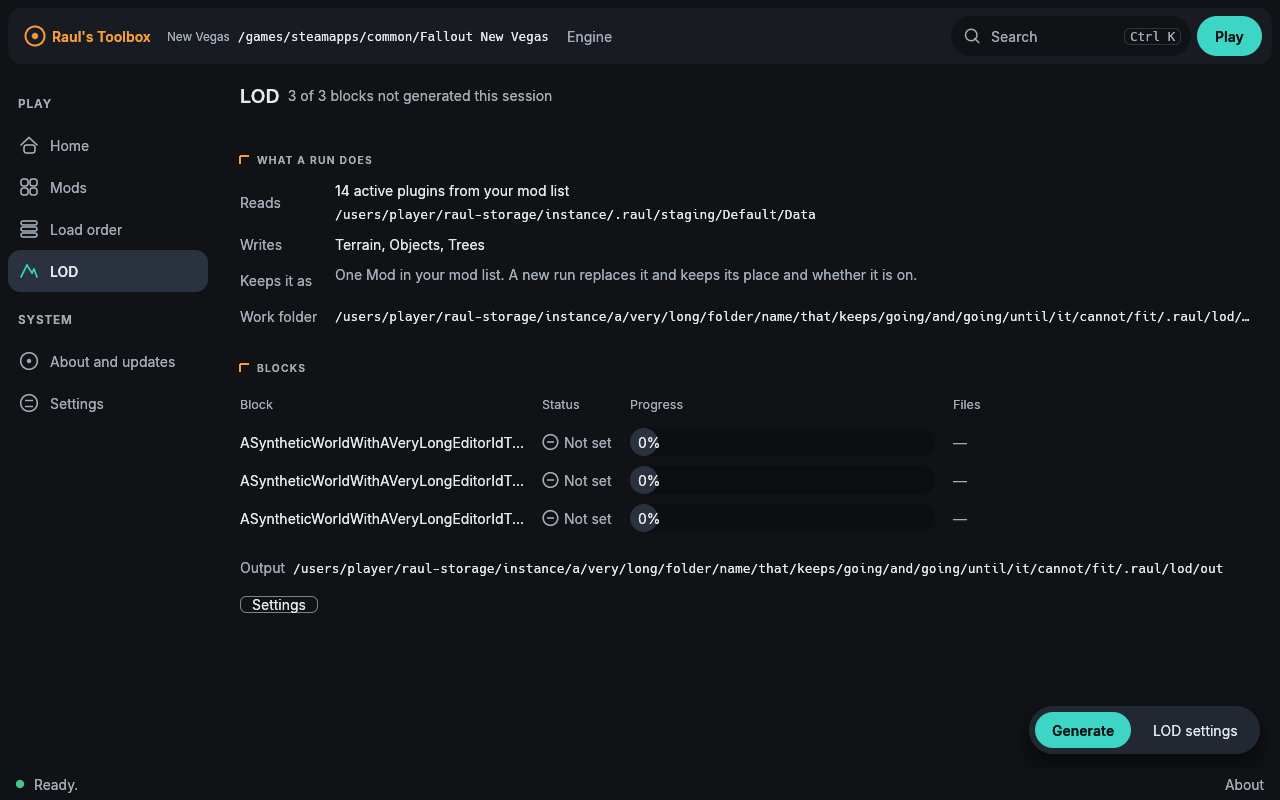 Raul's Toolbox New Vegas /games/steamapps/common/Fallout New Vegas Engine Search Ctrl K Play
PLAY
Home
Mods
Load order
LOD
SYSTEM
About and updates
Settings
LOD 3 of 3 blocks not generated this session
WHAT A RUN DOES
Reads 14 active plugins from your mod list
/users/player/raul-storage/instance/.raul/staging/Default/Data
Writes Terrain, Objects, Trees
Keeps it as One Mod in your mod list. A new run replaces it and keeps its place and whether it is on.
Work folder /users/player/raul-storage/instance/a/very/long/folder/name/that/keeps/going/and/going/until/it/cannot/fit/.raul/lod/…
BLOCKS
Block Status Progress Files
ASyntheticWorldWithAVeryLongEditorIdT... Not set 0% —
ASyntheticWorldWithAVeryLongEditorIdT... Not set 0% —
ASyntheticWorldWithAVeryLongEditorIdT... Not set 0% —
Output /users/player/raul-storage/instance/a/very/long/folder/name/that/keeps/going/and/going/until/it/cannot/fit/.raul/lod/out
Settings
Generate LOD settings
Ready. About